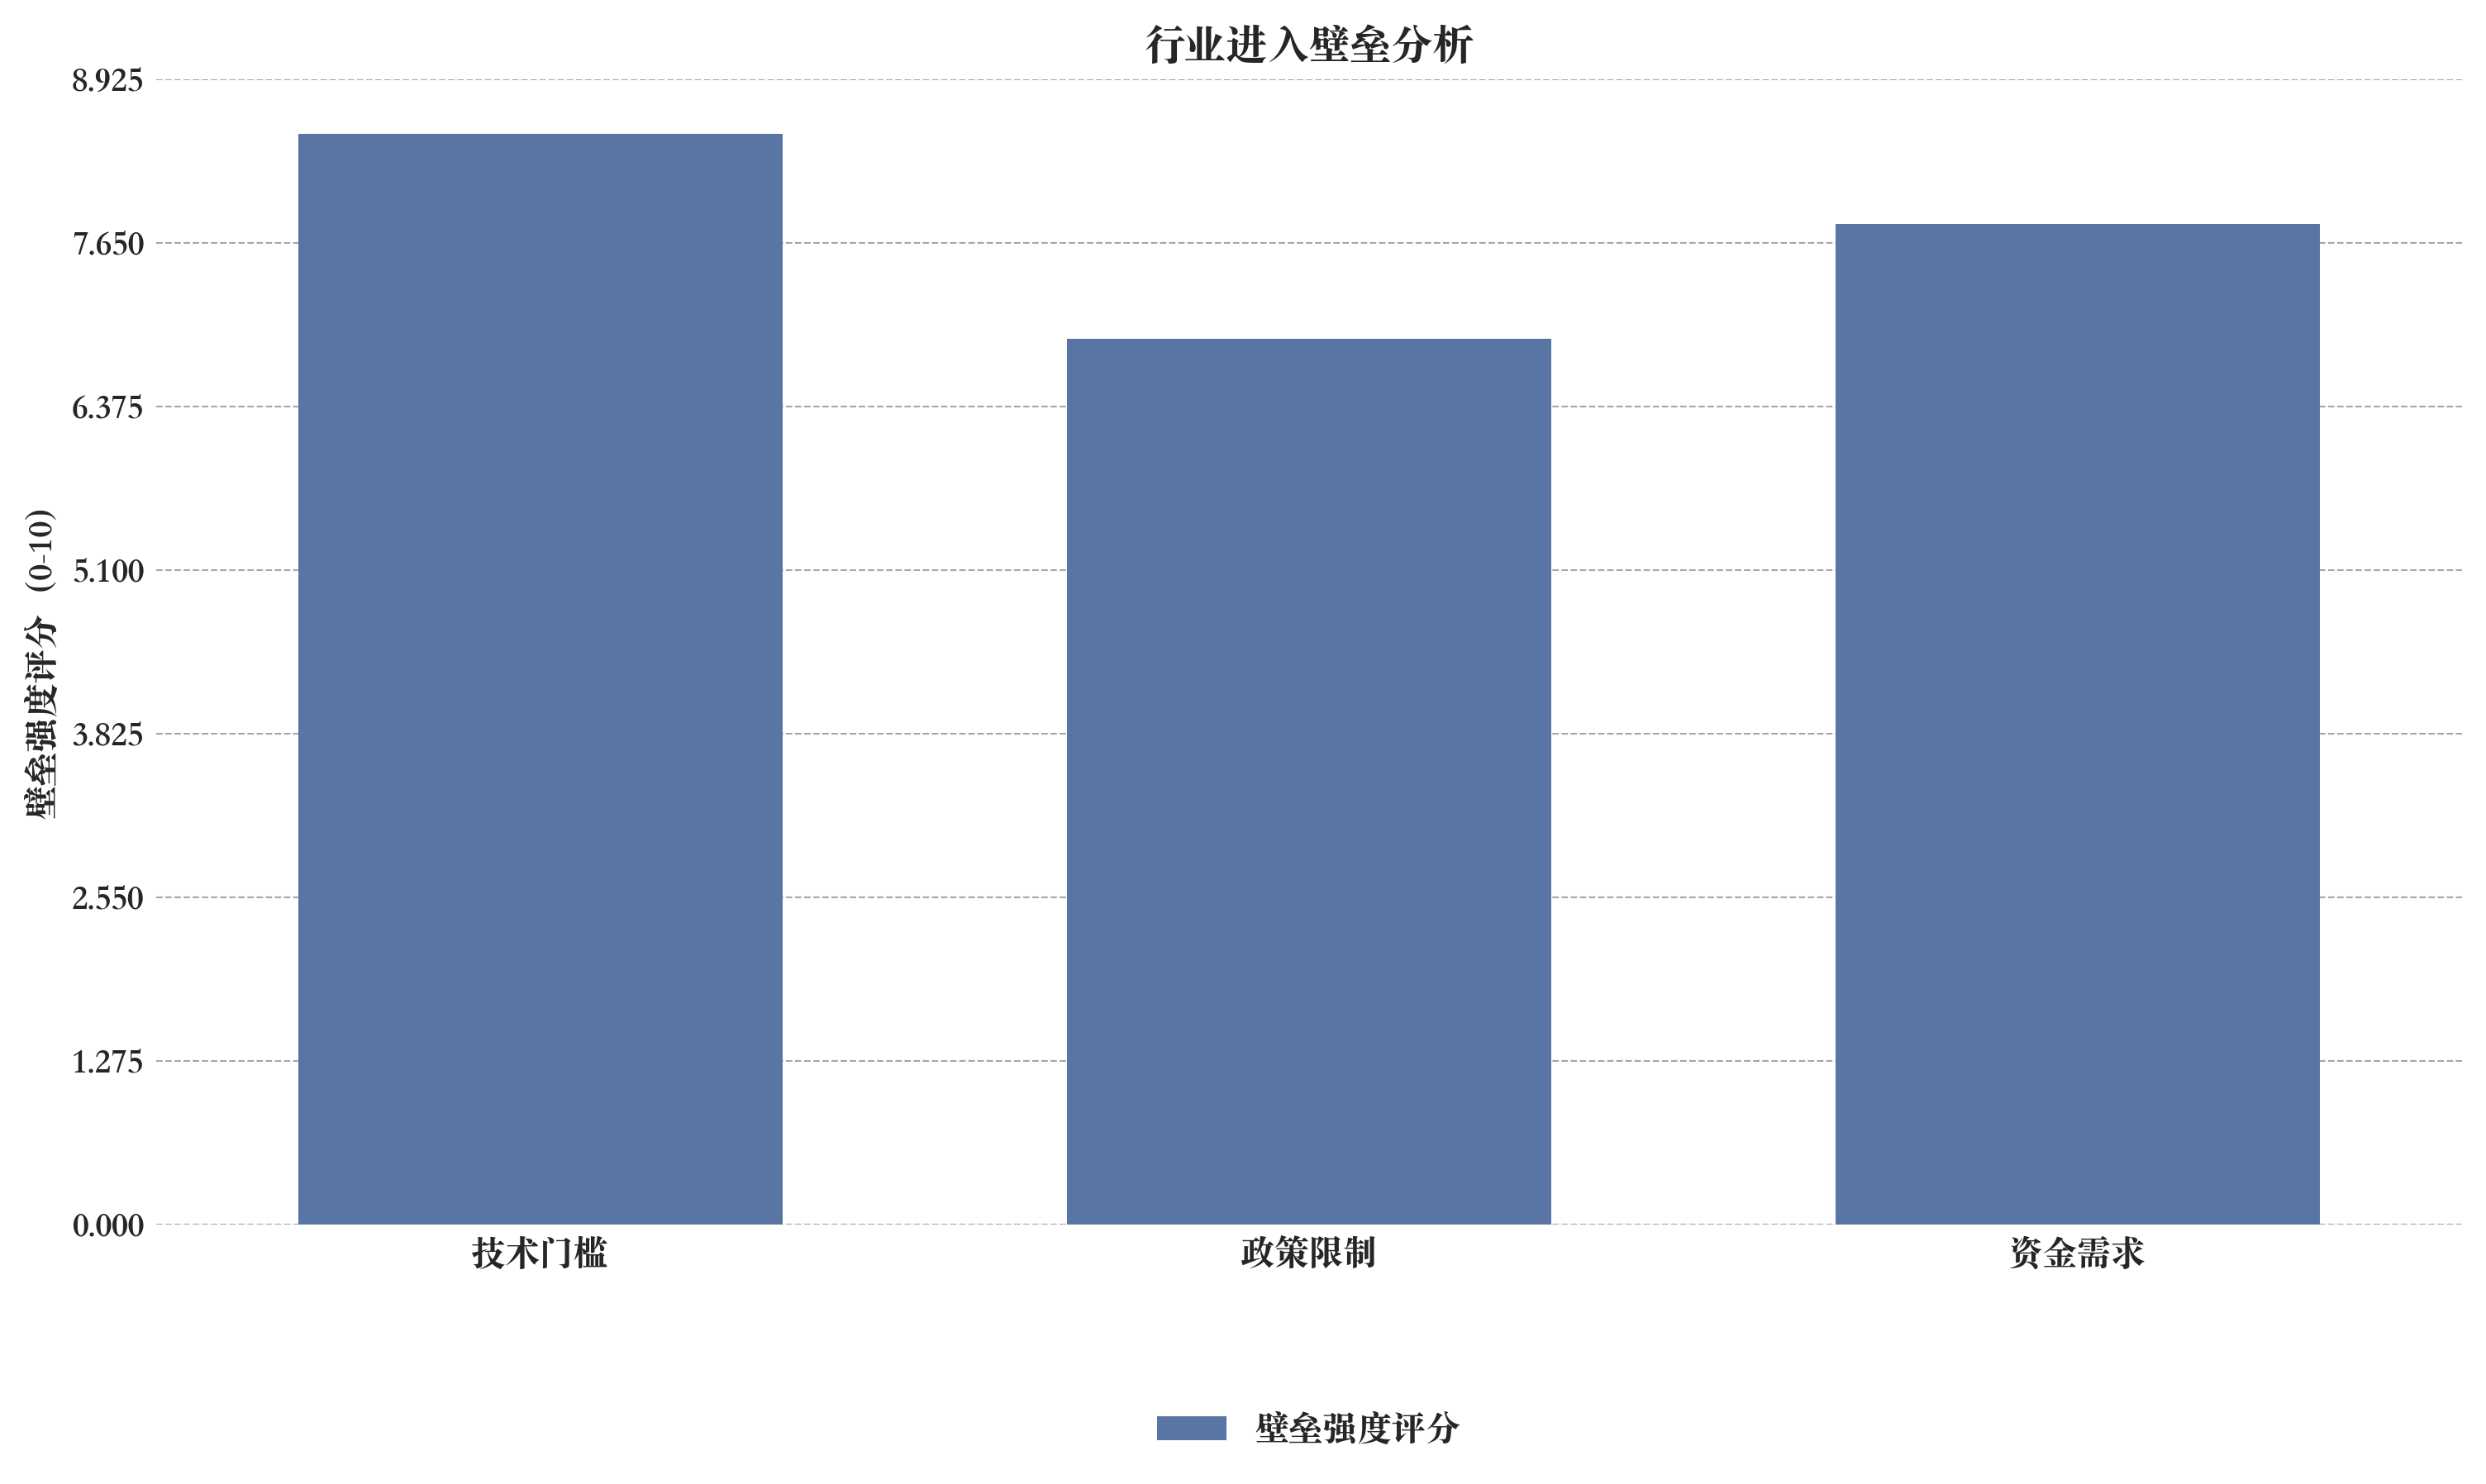 行业进入壁垒分析
8.925
7.650
6.375
5.100
3.825
2.550
1.275
0.000
壁垒强度评分 (0-10)
技术门槛
政策限制
资金需求
壁垒强度评分